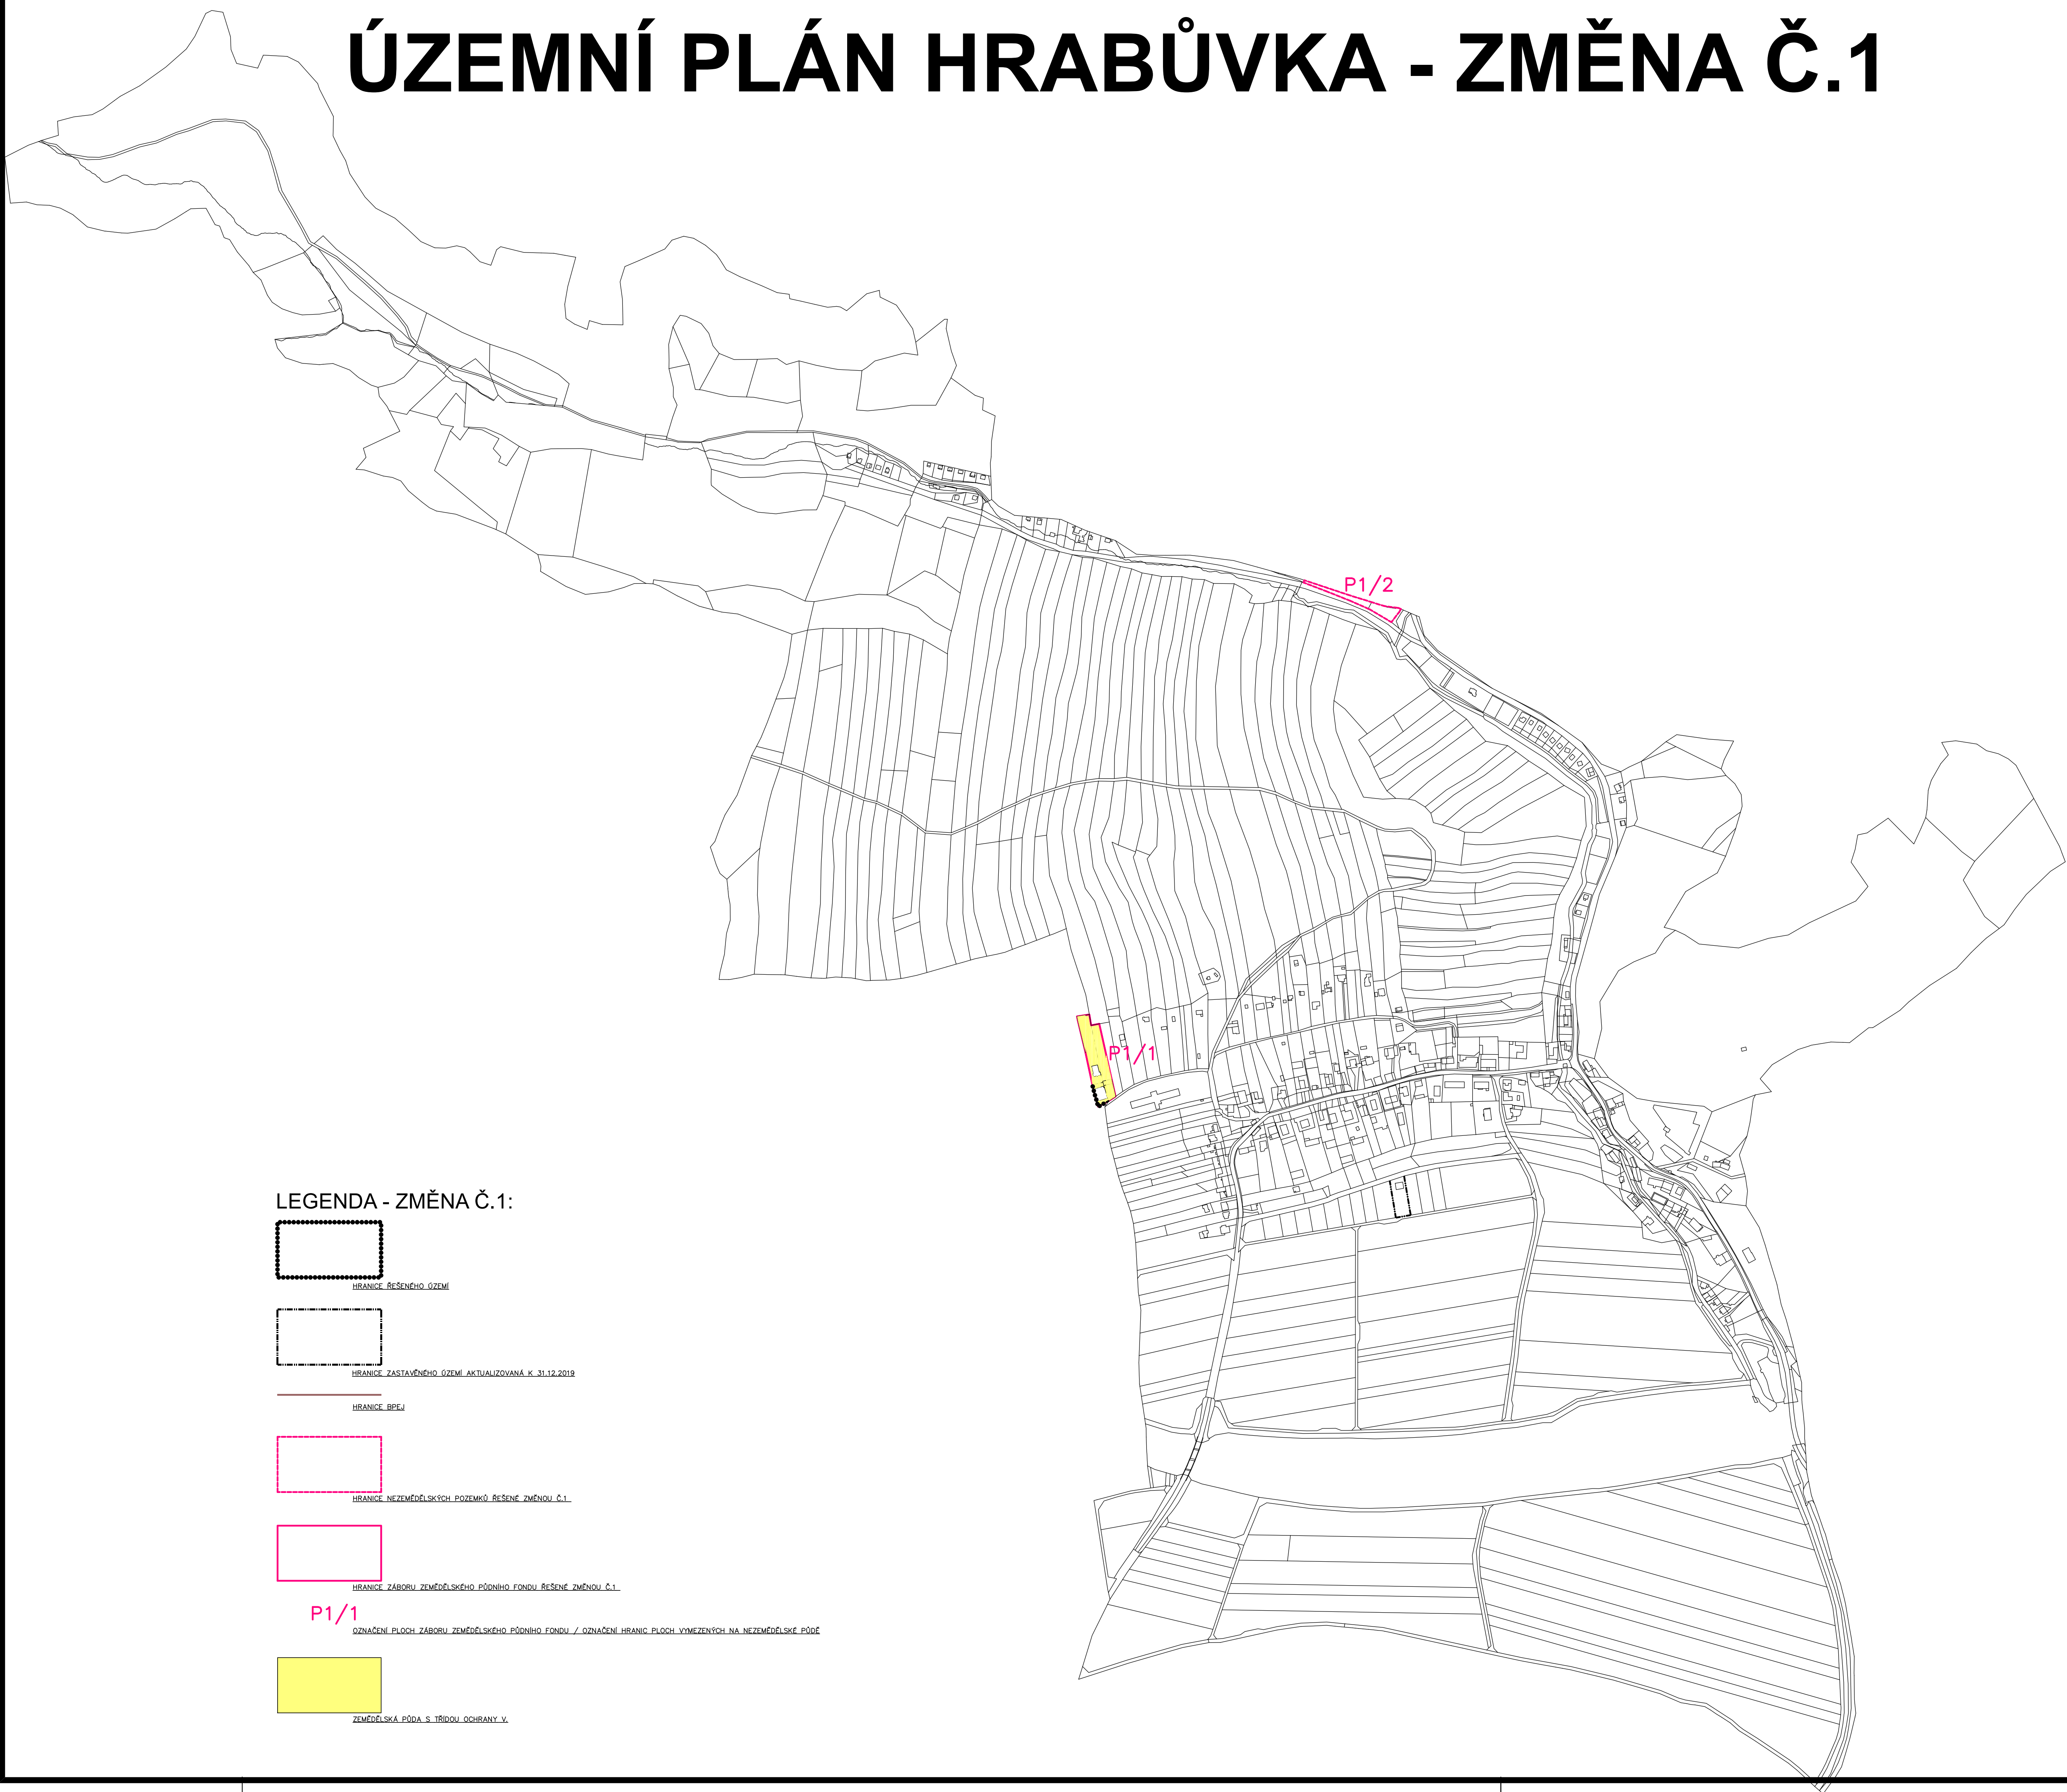 ÚZEMNÍ PLÁN HRABŮVKA - ZMĚNA Č.1
P1/2
P1/1
LEGENDA - ZMĚNA Č.1:
HRANICE ŘEŠENÉHO ÚZEMÍ
HRANICE ZASTAVĚNÉHO ÚZEMÍ AKTUALIZOVANÁ K 31.12.2019
HRANICE BPEJ
HRANICE NEZEMĚDĚLSKÝCH POZEMKŮ ŘEŠENÉ ZMĚNOU Č.1
HRANICE ZÁBORU ZEMĚDĚLSKÉHO PŮDNÍHO FONDU ŘEŠENÉ ZMĚNOU Č.1
P1/1
OZNAČENÍ PLOCH ZÁBORU ZEMĚDĚLSKÉHO PŮDNÍHO FONDU / OZNAČENÍ HRANIC PLOCH VYMEZENÝCH NA NEZEMĚDĚLSKÉ PŮDĚ
ZEMĚDĚLSKÁ PŮDA S TŘÍDOU OCHRANY V.